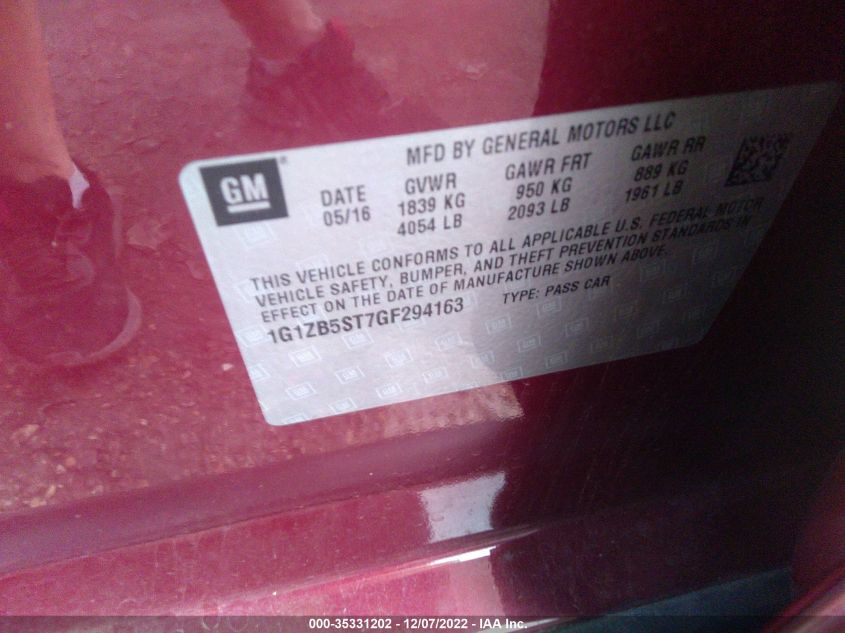 GM ®
MFD BY GENERAL MOTORS LLC
DATE GVWR GAWR FRT GAWR RR
05/16 1839 KG 950 KG 889 KG
4054 LB 2093 LB 1961 LB
THIS VEHICLE CONFORMS TO ALL APPLICABLE U.S. FEDERAL MOTOR
VEHICLE SAFETY, BUMPER, AND THEFT PREVENTION STANDARDS IN
EFFECT ON THE DATE OF MANUFACTURE SHOWN ABOVE.
1G1ZB5ST7GF294163 TYPE: PASS CAR
000-35331202 - 12/07/2022 - IAA Inc.